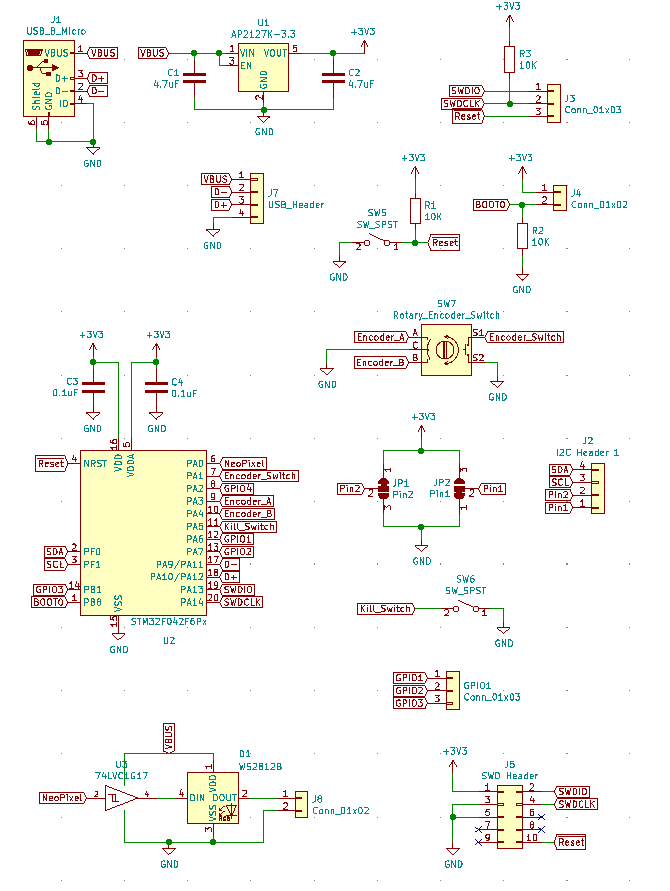 J1
USB_B_Micro
VBUS 1 VBUS
D+ 3 D+
D- 2 D-
ID 4
Shield
GND
6 5
GND
U1
AP2127K-3.3
VBUS
1 VIN VOUT 5
3 EN
GND
2
+3V3
C1
4.7uF
C2
4.7uF
GND
+3V3
R3
10K
SWDIO 1
SWDCLK 2
Reset 3
J3
Conn_01x03
VBUS 1
D- 2
D+ 3
4
J7
USB_Header
GND
+3V3
R1
10K
SW5
SW_SPST
2 1
Reset
GND
+3V3
1
BOOT0 2
J4
Conn_01x02
R2
10K
GND
SW7
Rotary_Encoder_Switch
Encoder_A A S1 Encoder_Switch
C
Encoder_B B S2
GND
GND
+3V3
+3V3
C3
0.1uF
C4
0.1uF
GND
GND
16 5
VDD
VDDA
Reset 4 NRST
PA0 6 NeoPixel
PA1 7 Encoder_Switch
PA2 8 GPIO4
PA3 9 Encoder_A
PA4 10 Encoder_B
PA5 11 Kill_Switch
PA6 12 GPIO1
PA7 13 GPIO2
SDA 2 PF0 PA9/PA11 17 D-
SCL 3 PF1 PA10/PA12 18 D+
GPIO3 14 PB1 PA13 19 SWDIO
BOOT0 1 PB8 PA14 20 SWDCLK
VSS
15
STM32F042F6Px
U2
GND
+3V3
1
Pin2 2
3
JP1
Pin2
3
JP2
Pin1
2 Pin1
1
GND
J2
I2C Header 1
SDA 4
SCL 3
Pin2 2
Pin1 1
SW6
SW_SPST
Kill_Switch 2 1
GND
GPIO1 1
GPIO2 2
GPIO3 3
GPIO1
Conn_01x03
VBUS
U3
74LVC1G17
NeoPixel 2 4
D1
WS2812B
1
VDD
4 DIN DOUT 2
VSS
RGB
3
1
2
J8
Conn_01x02
GND
+3V3
J5
SWD Header
1 2 SWDIO
3 4 SWDCLK
5 6
7 8
9 10 Reset
GND